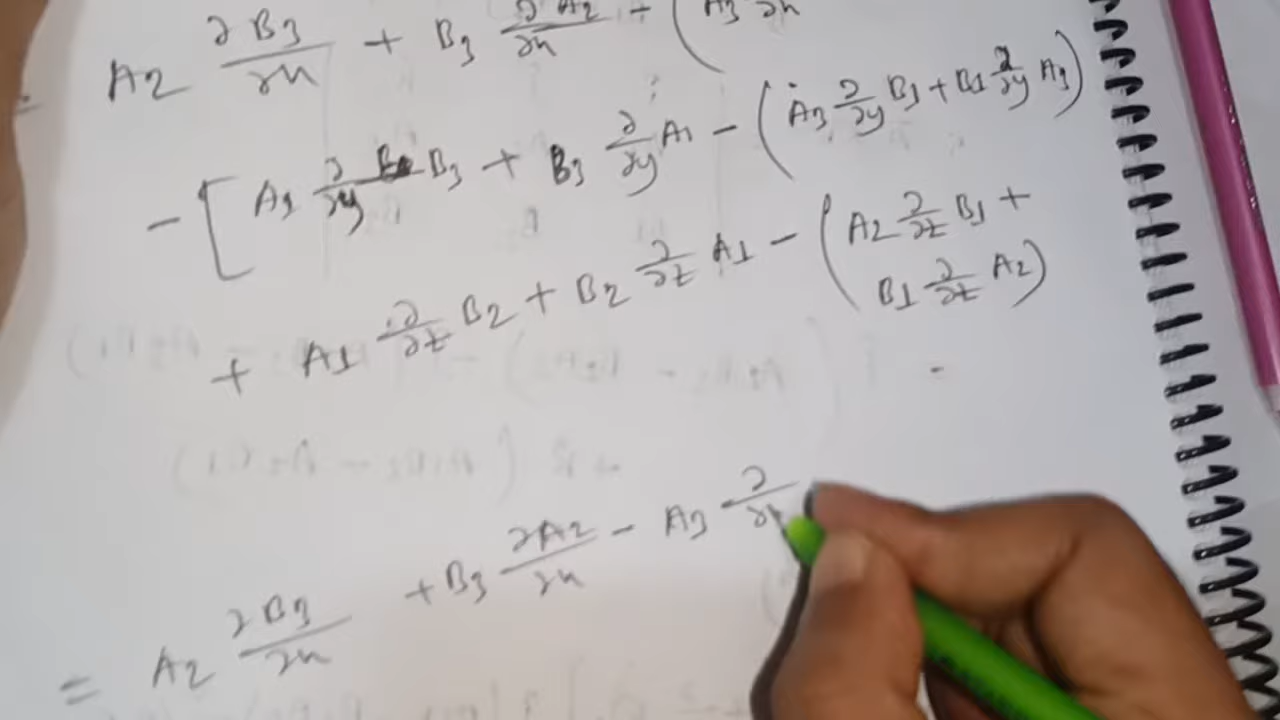 A2 ∂B3/∂x + B3 ∂A2/∂x + (A3 ∂x
- [ A1 ∂/∂y B3 + B3 ∂/∂y A1 - (A3 ∂/∂y B1 + B1 ∂/∂y A3)
+ A1 ∂/∂z B2 + B2 ∂/∂z A1 - (A2 ∂/∂z B1 +
B1 ∂/∂z A2)
= A2 ∂B3/∂x + B3 ∂A2/∂x - A3 ∂/∂x